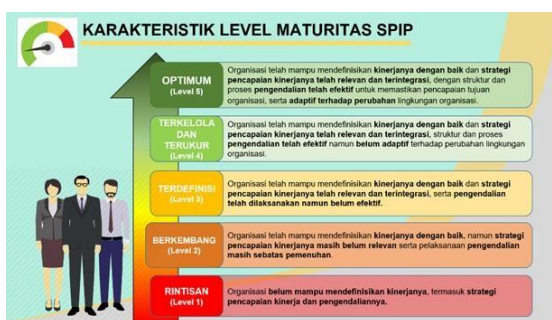 KARAKTERISTIK LEVEL MATURITAS SPIP
OPTIMUM
(Level 5)
Organisasi telah mampu mendefinisikan kinerjanya dengan baik dan strategi
pencapaian kinerjanya telah relevan dan terintegrasi, dengan struktur dan
proses pengendalian telah efektif untuk memastikan pencapaian tujuan
organisasi, serta adaptif terhadap perubahan lingkungan organisasi.
TERKELOLA
DAN
TERUKUR
(Level 4)
Organisasi telah mampu mendefinisikan kinerjanya dengan baik dan strategi
pencapaian kinerjanya telah relevan dan terintegrasi, struktur dan proses
pengendalian telah efektif namun belum adaptif terhadap perubahan lingkungan
organisasi.
TERDEFINISI
(Level 3)
Organisasi telah mampu mendefinisikan kinerjanya dengan baik dan strategi
pencapaian kinerjanya telah relevan dan terintegrasi, serta pengendalian
telah dilaksanakan namun belum efektif.
BERKEMBANG
(Level 2)
Organisasi telah mampu mendefinisikan kinerjanya dengan baik, namun strategi
pencapaian kinerjanya masih belum relevan serta pelaksanaan pengendalian
masih sebatas pemenuhan.
RINTISAN
(Level 1)
Organisasi belum mampu mendefinisikan kinerjanya, termasuk strategi
pencapaian kinerja dan pengendaliannya.